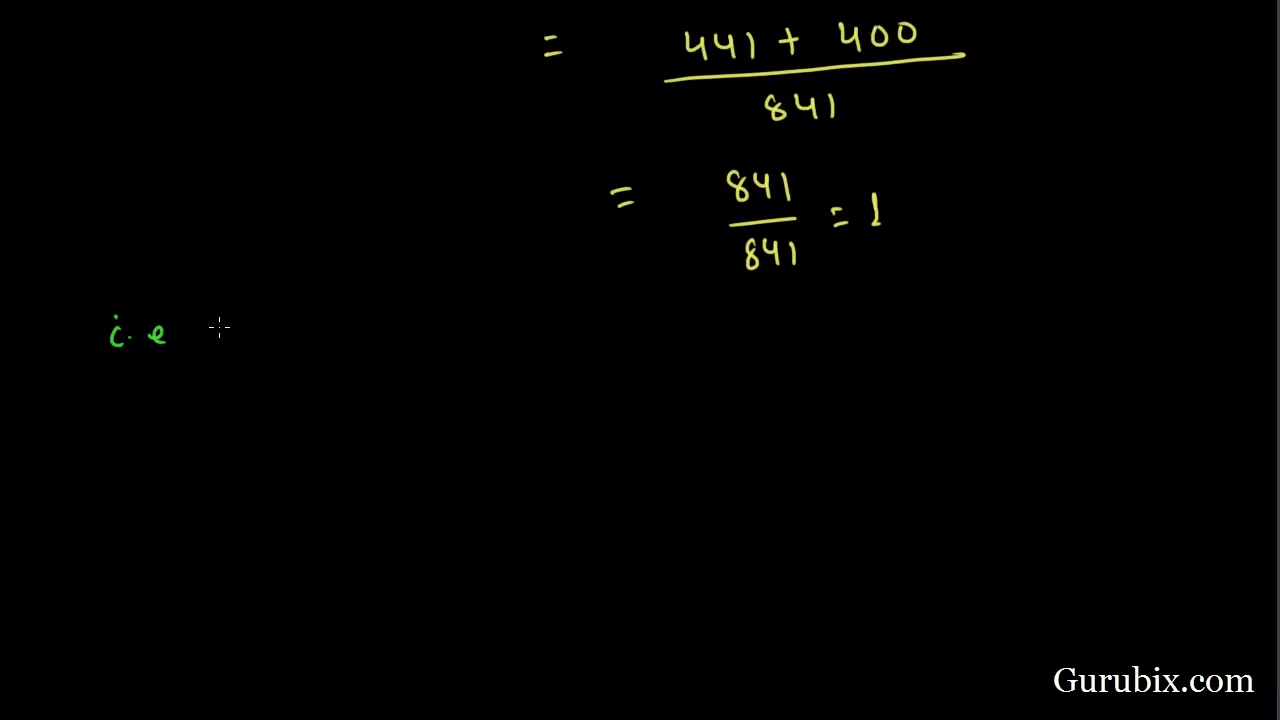 = 441 + 400
841
= 841
841 = 1
i.e
Gurubix.com